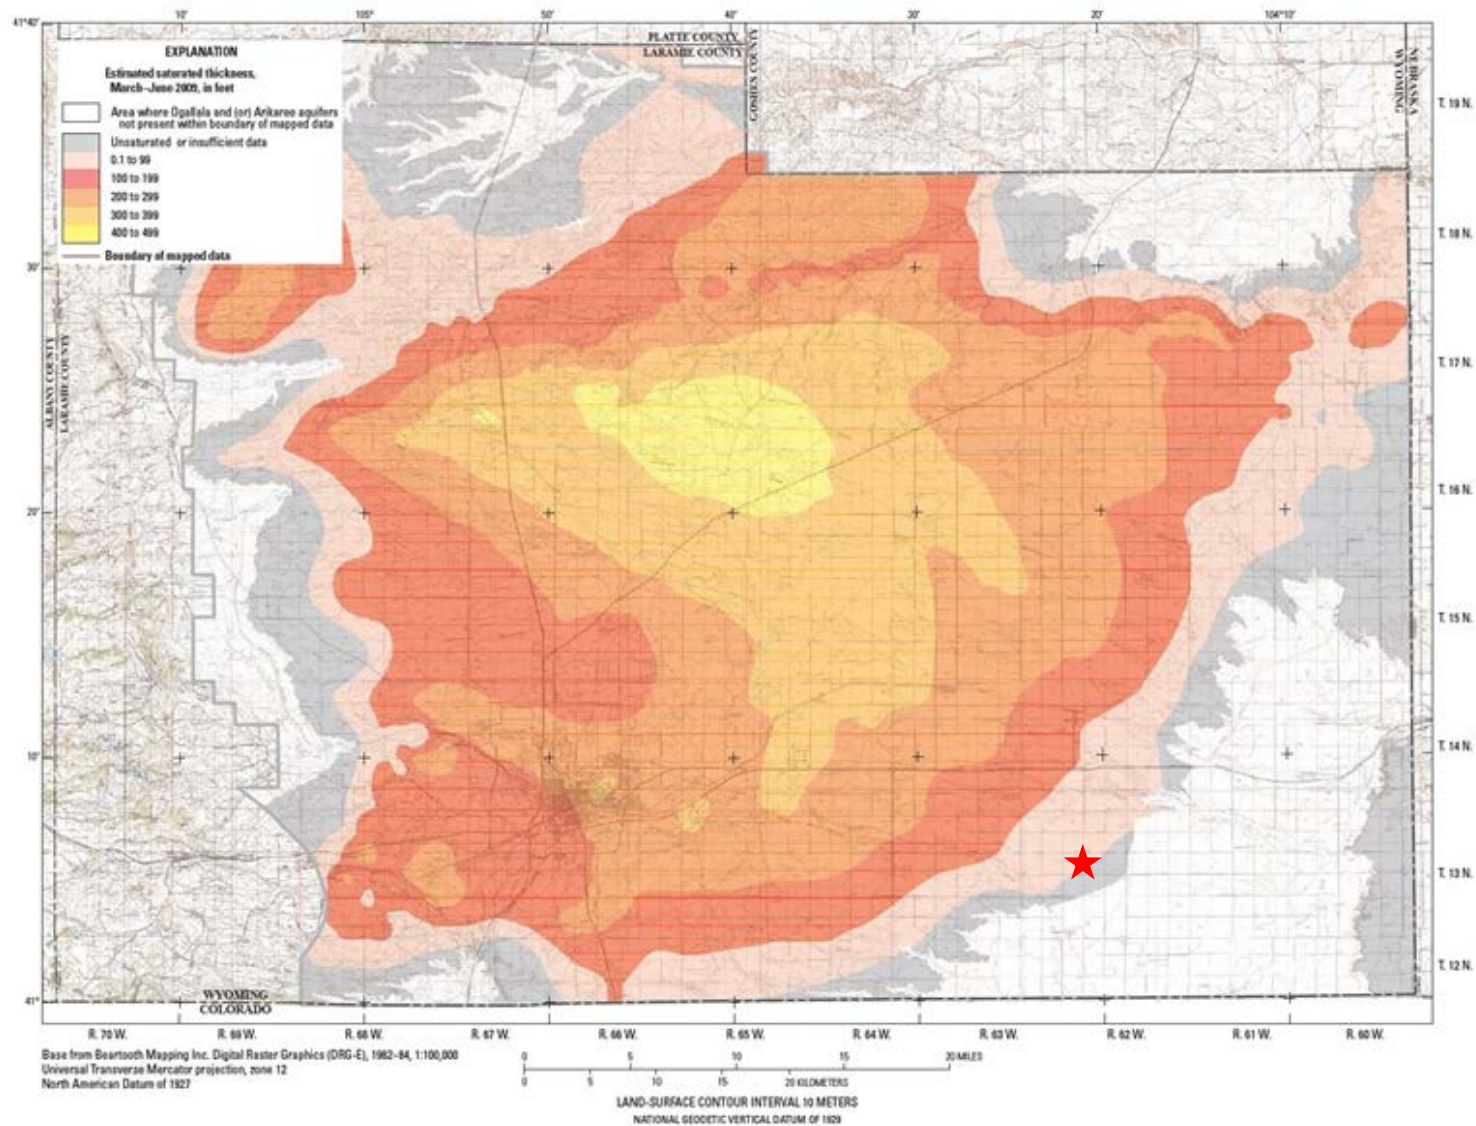 41°40'
10'
105°
50'
40'
30'
20'
104°10'
PLATTE COUNTY
LARAMIE COUNTY
GOSHEN COUNTY
NEBRASKA
WYOMING
EXPLANATION
Estimated saturated thickness,
March–June 2009, in feet
Area where Ogallala and (or) Arikaree aquifers
not present within boundary of mapped data
Unsaturated or insufficient data
0.1 to 99
100 to 199
200 to 299
300 to 399
400 to 499
Boundary of mapped data
T. 19 N.
T. 18 N.
30'
ALBANY COUNTY
LARAMIE COUNTY
T. 17 N.
T. 16 N.
20'
T. 15 N.
T. 14 N.
10'
T. 13 N.
T. 12 N.
WYOMING
COLORADO
41°
R. 70 W.
R. 69 W.
R. 68 W.
R. 67 W.
R. 66 W.
R. 65 W.
R. 64 W.
R. 63 W.
R. 62 W.
R. 61 W.
R. 60 W.
Base from Beartooth Mapping Inc. Digital Raster Graphics (DRG-E), 1982–84, 1:100,000
Universal Transverse Mercator projection, zone 12
North American Datum of 1927
0 5 10 15 20 MILES
0 5 10 15 20 KILOMETERS
LAND-SURFACE CONTOUR INTERVAL 10 METERS
NATIONAL GEODETIC VERTICAL DATUM OF 1929